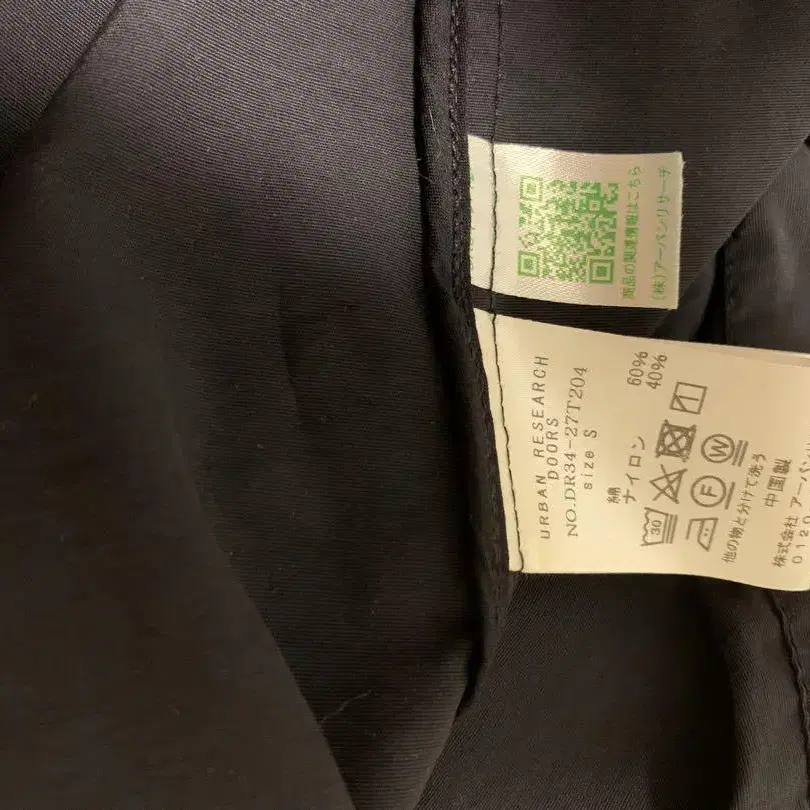 商品の関連情報はこちら
(株)アーバンリサーチ
URBAN RESEARCH
DOORS
NO.DR34-27T204
size S
綿 60%
ナイロン 40%
30
F W
他の物と分けて洗う
中国製
株式会社 アーバン
0120